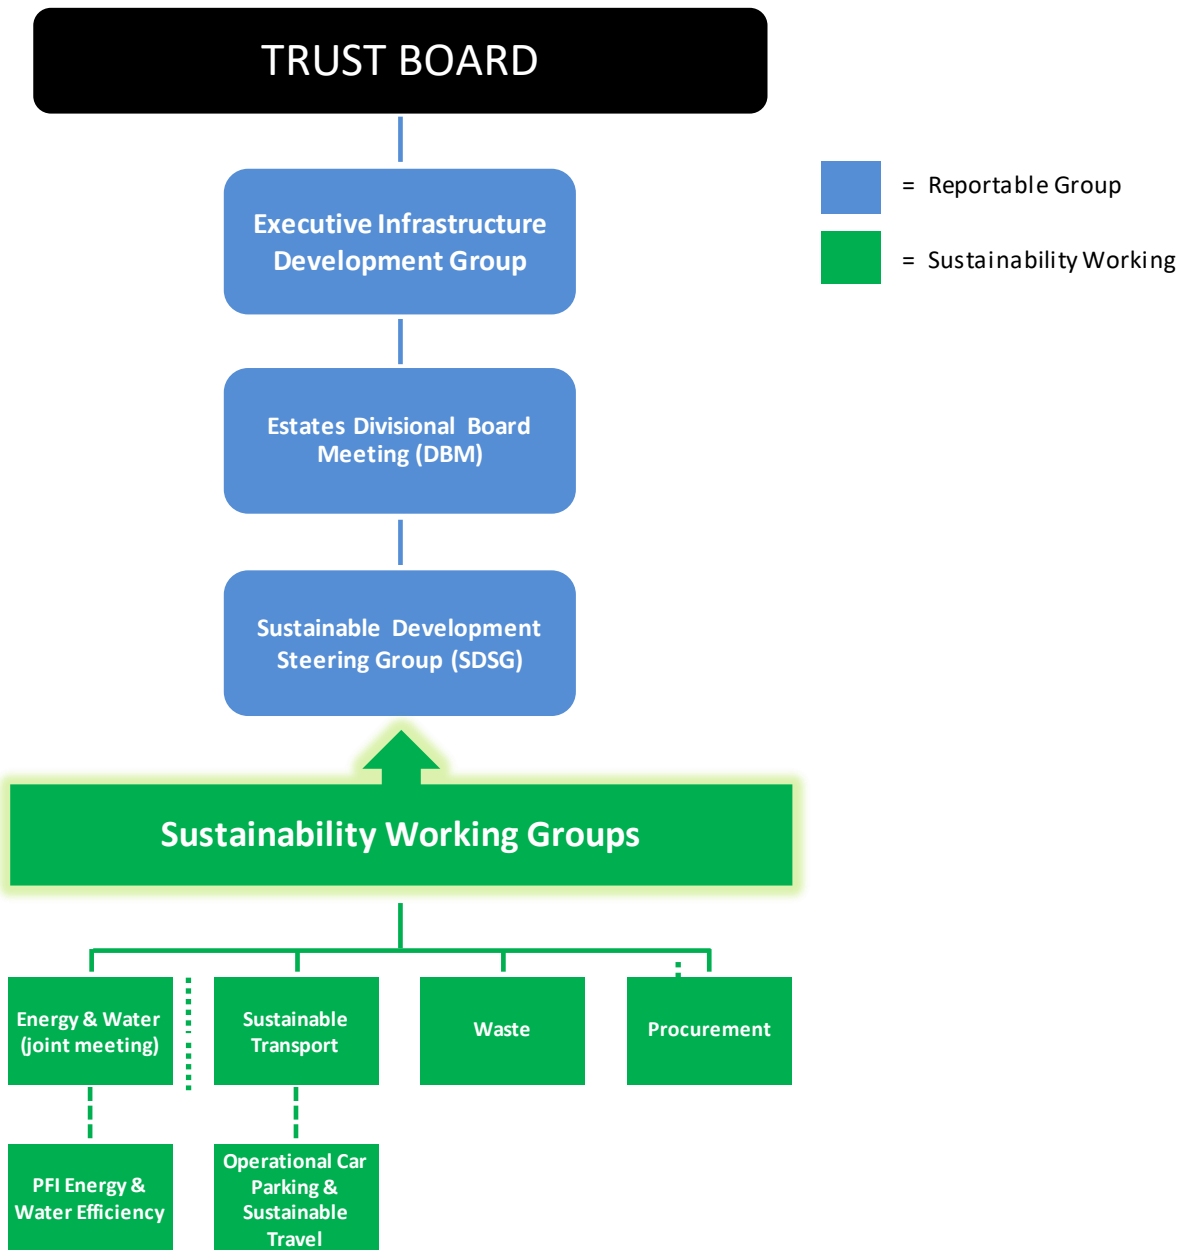 TRUST BOARD
Executive Infrastructure
Development Group
= Reportable Group
= Sustainability Working
Estates Divisional Board
Meeting (DBM)
Sustainable Development
Steering Group (SDSG)
Sustainability Working Groups
Energy & Water
(joint meeting)
Sustainable
Transport
Waste
Procurement
PFI Energy &
Water Efficiency
Operational Car
Parking &
Sustainable
Travel